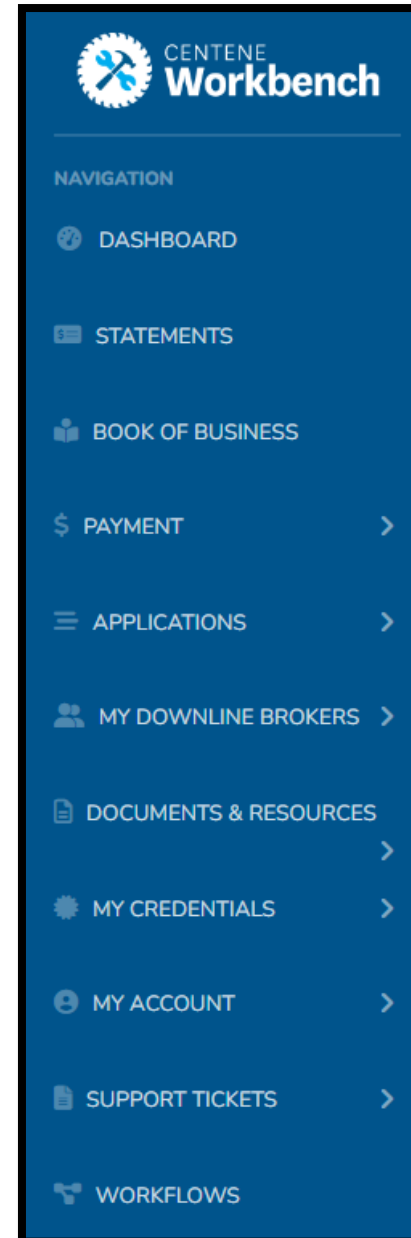 CENTENE
Workbench
NAVIGATION
DASHBOARD
STATEMENTS
BOOK OF BUSINESS
$ PAYMENT
APPLICATIONS
MY DOWNLINE BROKERS
DOCUMENTS & RESOURCES
MY CREDENTIALS
MY ACCOUNT
SUPPORT TICKETS
WORKFLOWS